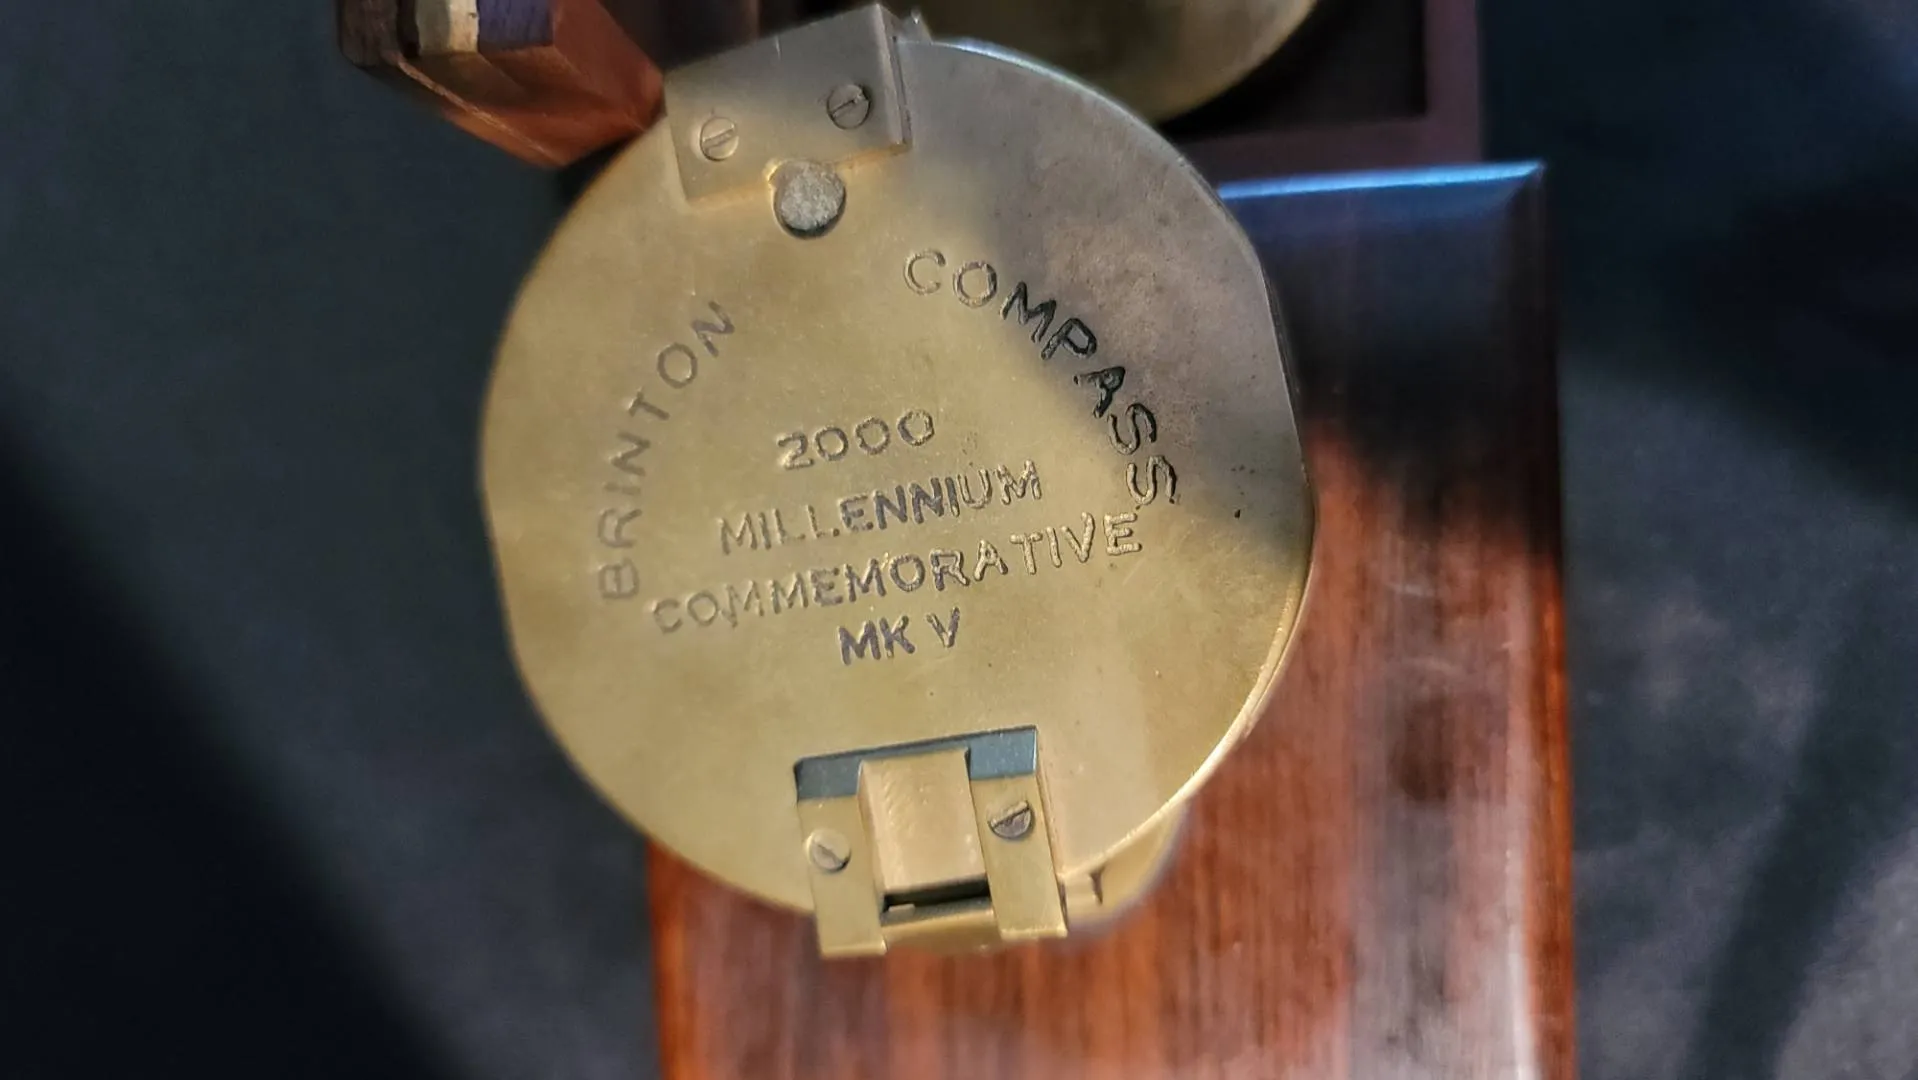 BRINTON COMPASS
2000
MILLENNIUM
COMMEMORATIVE
MK V